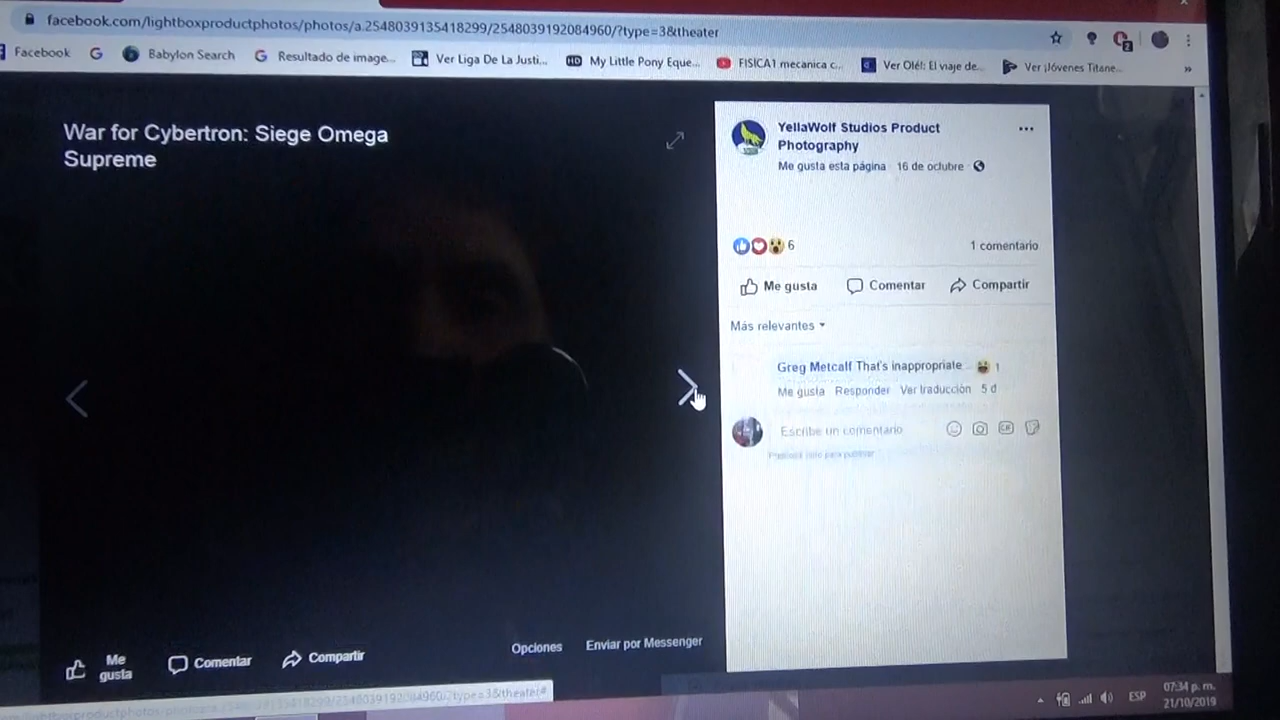 facebook.com/lightboxproductphotos/photos/a.2548039135418299/2548039192084960/?type=3&theater
Facebook
Babylon Search
Resultado de image...
Ver Liga De La Justi...
HD My Little Pony Eque...
FISICA1 mecanica c...
Ver Olé!: El viaje de...
Ver ¡Jóvenes Titane...
»
War for Cybertron: Siege Omega
Supreme
YellaWolf Studios Product
Photography
Me gusta esta página · 16 de octubre ·
6
1 comentario
Me gusta
Comentar
Compartir
Más relevantes
Greg Metcalf That's inappropriate
1
Me gusta Responder Ver traducción 5 d
Escribe un comentario
Opciones
Enviar por Messenger
Me
gusta
Comentar
Compartir
ESP
07:34 p. m.
21/10/2019